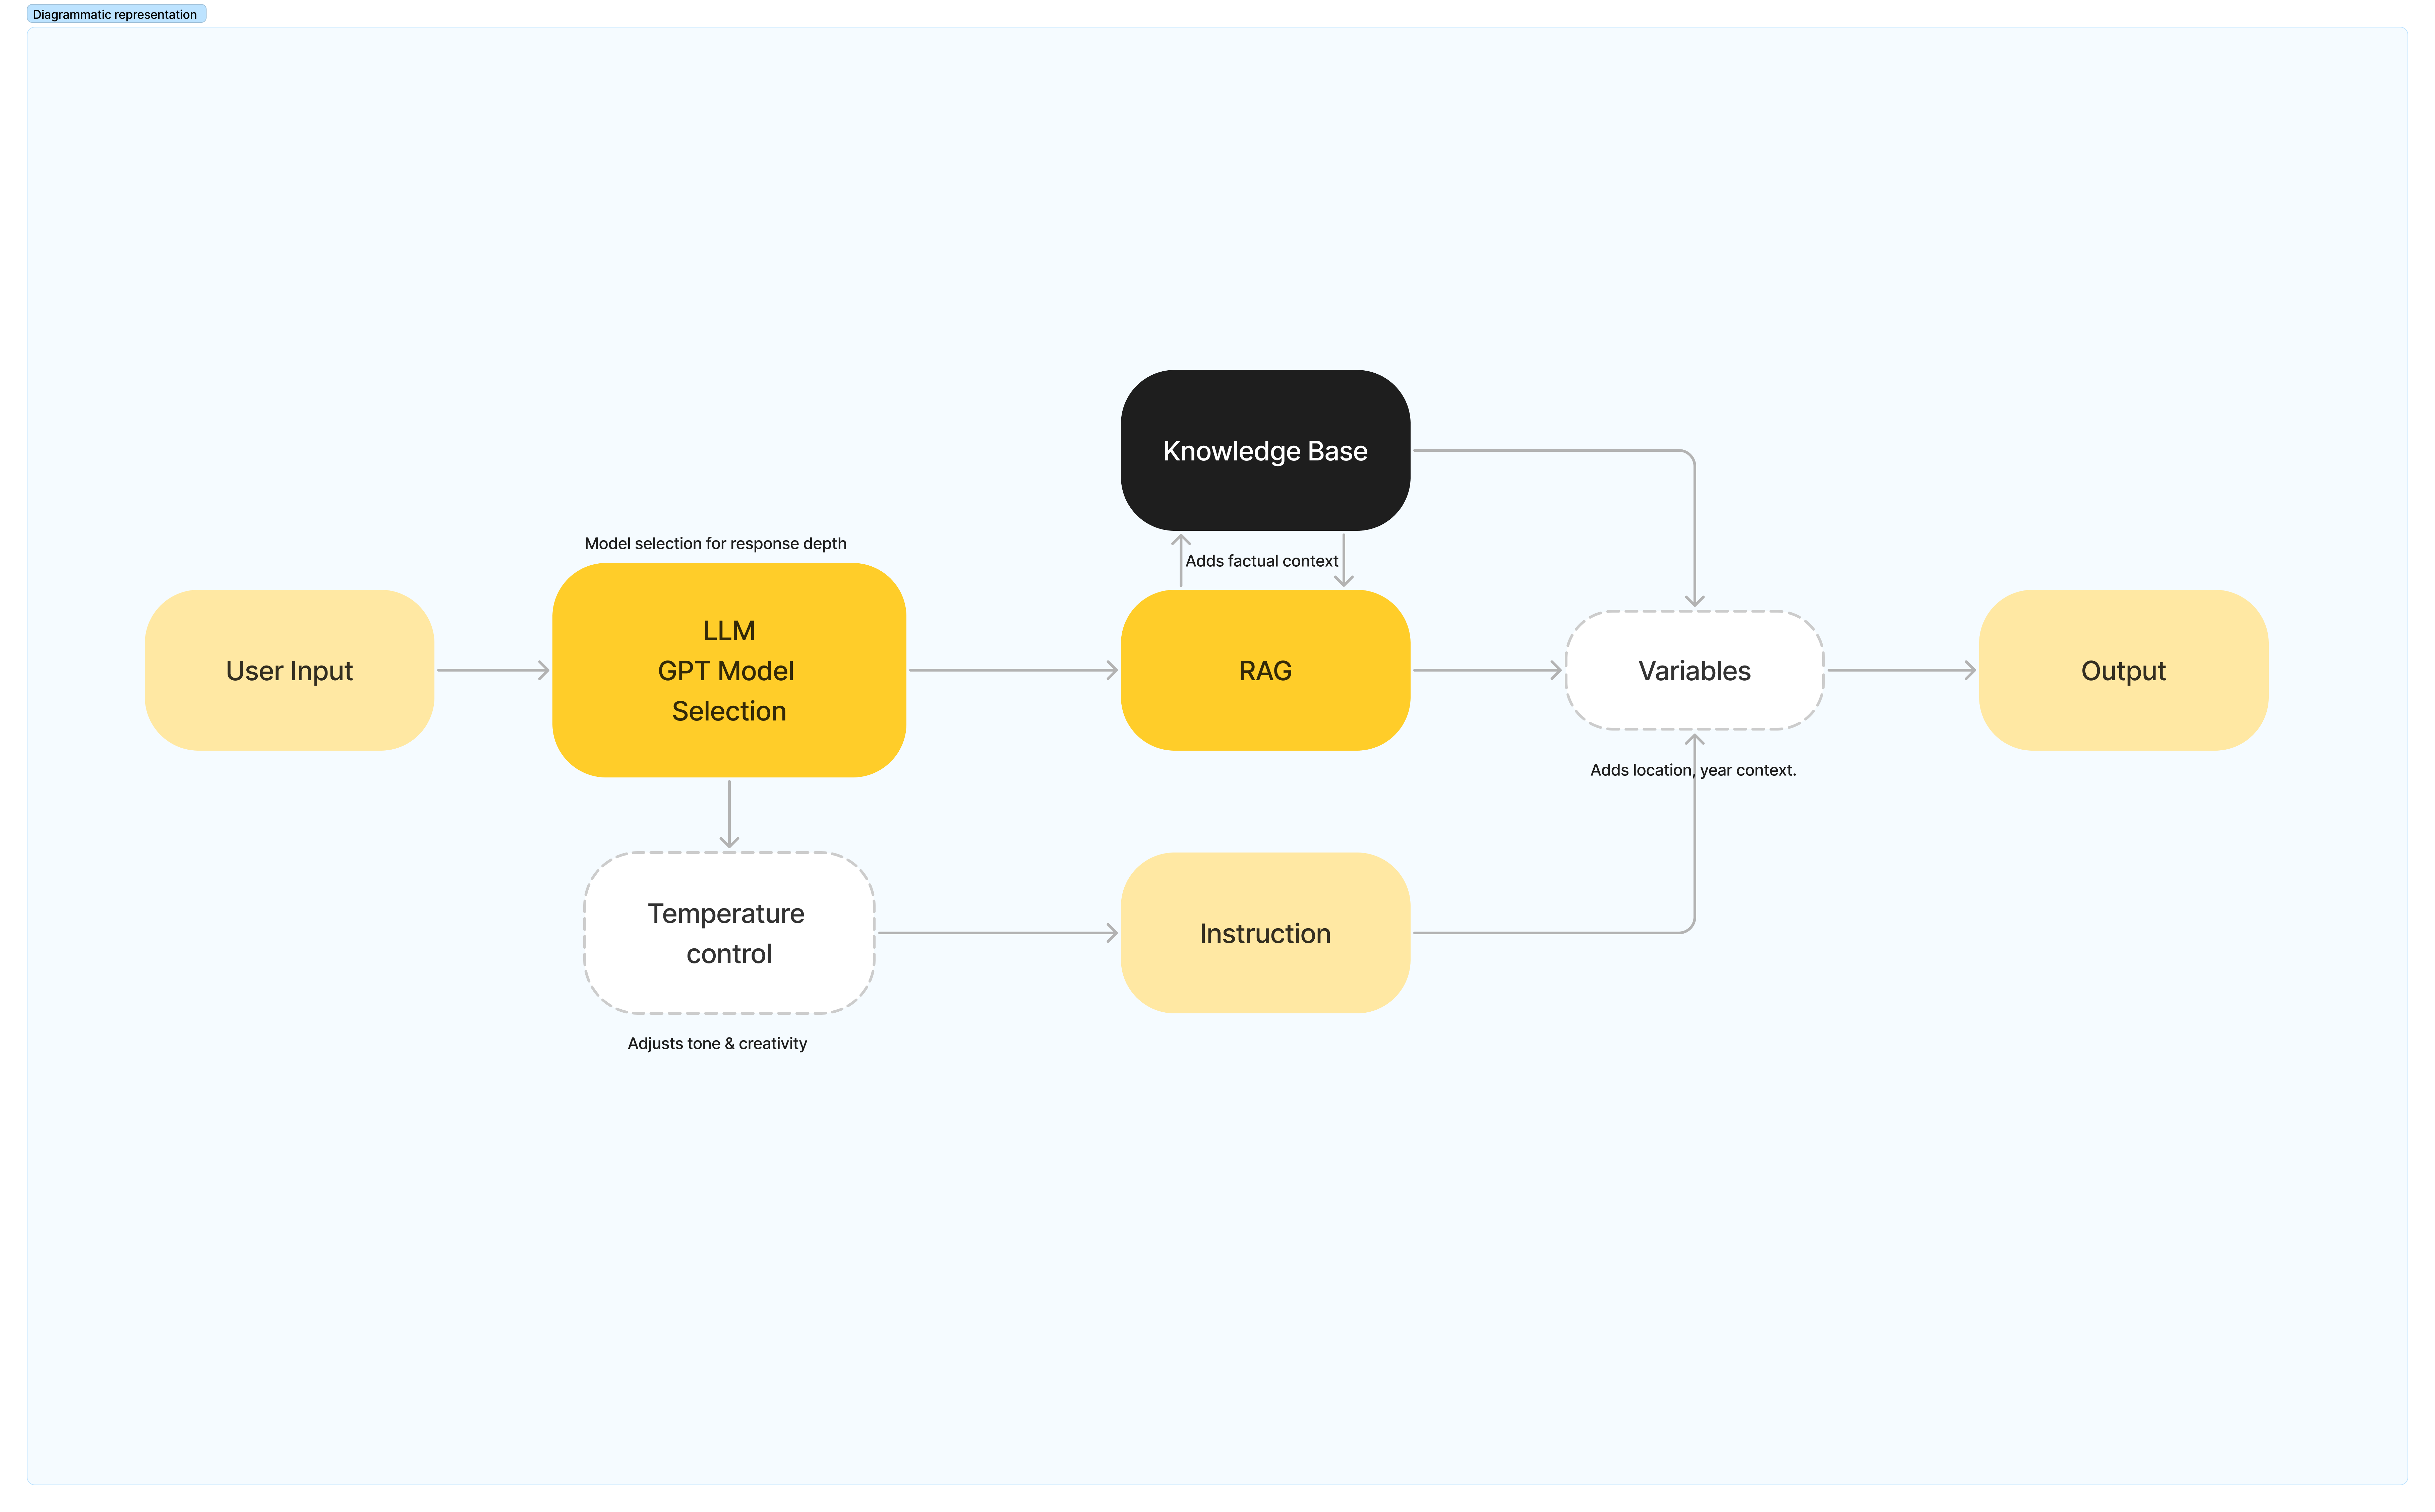 Diagrammatic representation
Knowledge Base
Model selection for response depth
Adds factual context
User Input
LLM
GPT Model
Selection
RAG
Variables
Output
Adds location, year context.
Temperature
control
Instruction
Adjusts tone & creativity